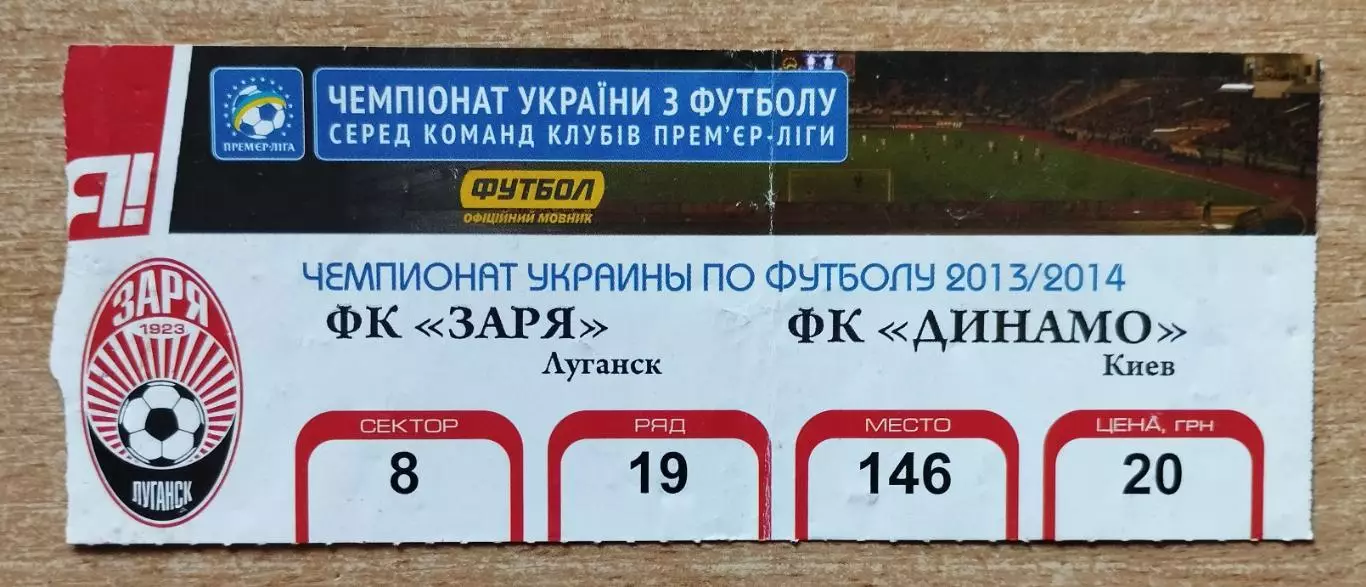 ЧЕМПІОНАТ УКРАЇНИ З ФУТБОЛУ
СЕРЕД КОМАНД КЛУБІВ ПРЕМ'ЄР-ЛІГИ
ПРЕМ'ЄР-ЛІГА
Я!
ФУТБОЛ
ОФІЦІЙНИЙ МОВНИК
ЧЕМПИОНАТ УКРАИНЫ ПО ФУТБОЛУ 2013/2014
ЗАРЯ
1923
ЛУГАНСК
ФК «ЗАРЯ»
Луганск
ФК «ДИНАМО»
Киев
СЕКТОР
8
РЯД
19
МЕСТО
146
ЦЕНА, ГРН
20